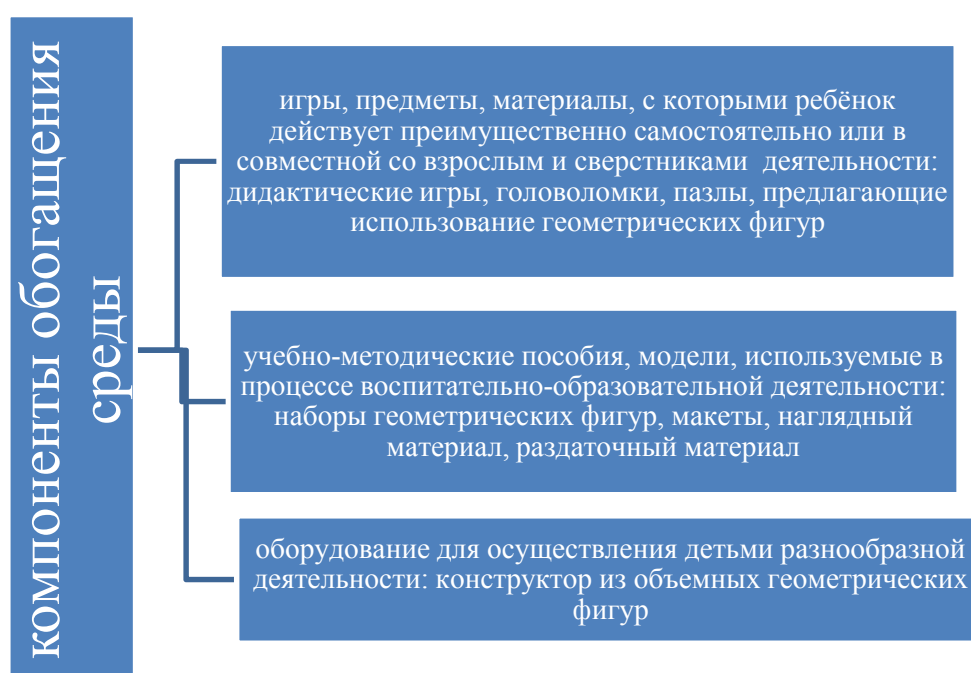 компоненты обогащения
среды
игры, предметы, материалы, с которыми ребёнок
действует преимущественно самостоятельно или в
совместной со взрослым и сверстниками деятельности:
дидактические игры, головоломки, пазлы, предлагающие
использование геометрических фигур
учебно-методические пособия, модели, используемые в
процессе воспитательно-образовательной деятельности:
наборы геометрических фигур, макеты, наглядный
материал, раздаточный материал
оборудование для осуществления детьми разнообразной
деятельности: конструктор из объемных геометрических
фигур